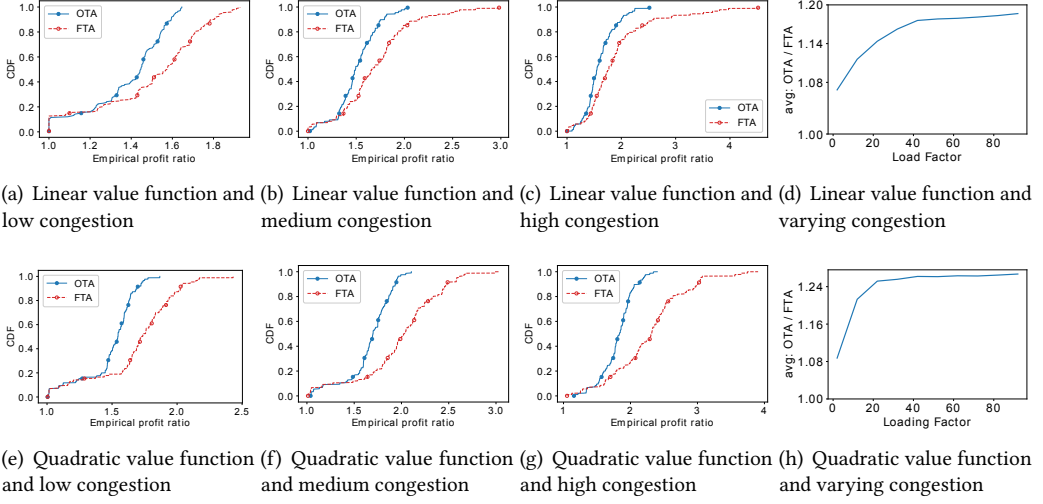 1.0
0.8
0.6
0.4
0.2
0.0
CDF
OTA
FTA
1.0 1.2 1.4 1.6 1.8
Empirical profit ratio
1.0
0.8
0.6
0.4
0.2
0.0
CDF
OTA
FTA
1.0 1.5 2.0 2.5 3.0
Empirical profit ratio
1.0
0.8
0.6
0.4
0.2
0.0
CDF
OTA
FTA
1 2 3 4
Empirical profit ratio
1.20
1.14
1.08
1.00
avg: OTA / FTA
0 20 40 60 80
Load Factor
(a) Linear value function and
low congestion
(b) Linear value function and
medium congestion
(c) Linear value function and
high congestion
(d) Linear value function and
varying congestion
1.0
0.8
0.6
0.4
0.2
0.0
CDF
OTA
FTA
1.0 1.5 2.0 2.5
Empirical profit ratio
1.0
0.8
0.6
0.4
0.2
0.0
CDF
OTA
FTA
1.0 1.5 2.0 2.5 3.0
Empirical profit ratio
1.0
0.8
0.6
0.4
0.2
0.0
CDF
OTA
FTA
1 2 3 4
Empirical profit ratio
1.24
1.16
1.08
1.00
avg: OTA / FTA
0 20 40 60 80
Loading Factor
(e) Quadratic value function
and low congestion
(f) Quadratic value function
and medium congestion
(g) Quadratic value function
and high congestion
(h) Quadratic value function
and varying congestion